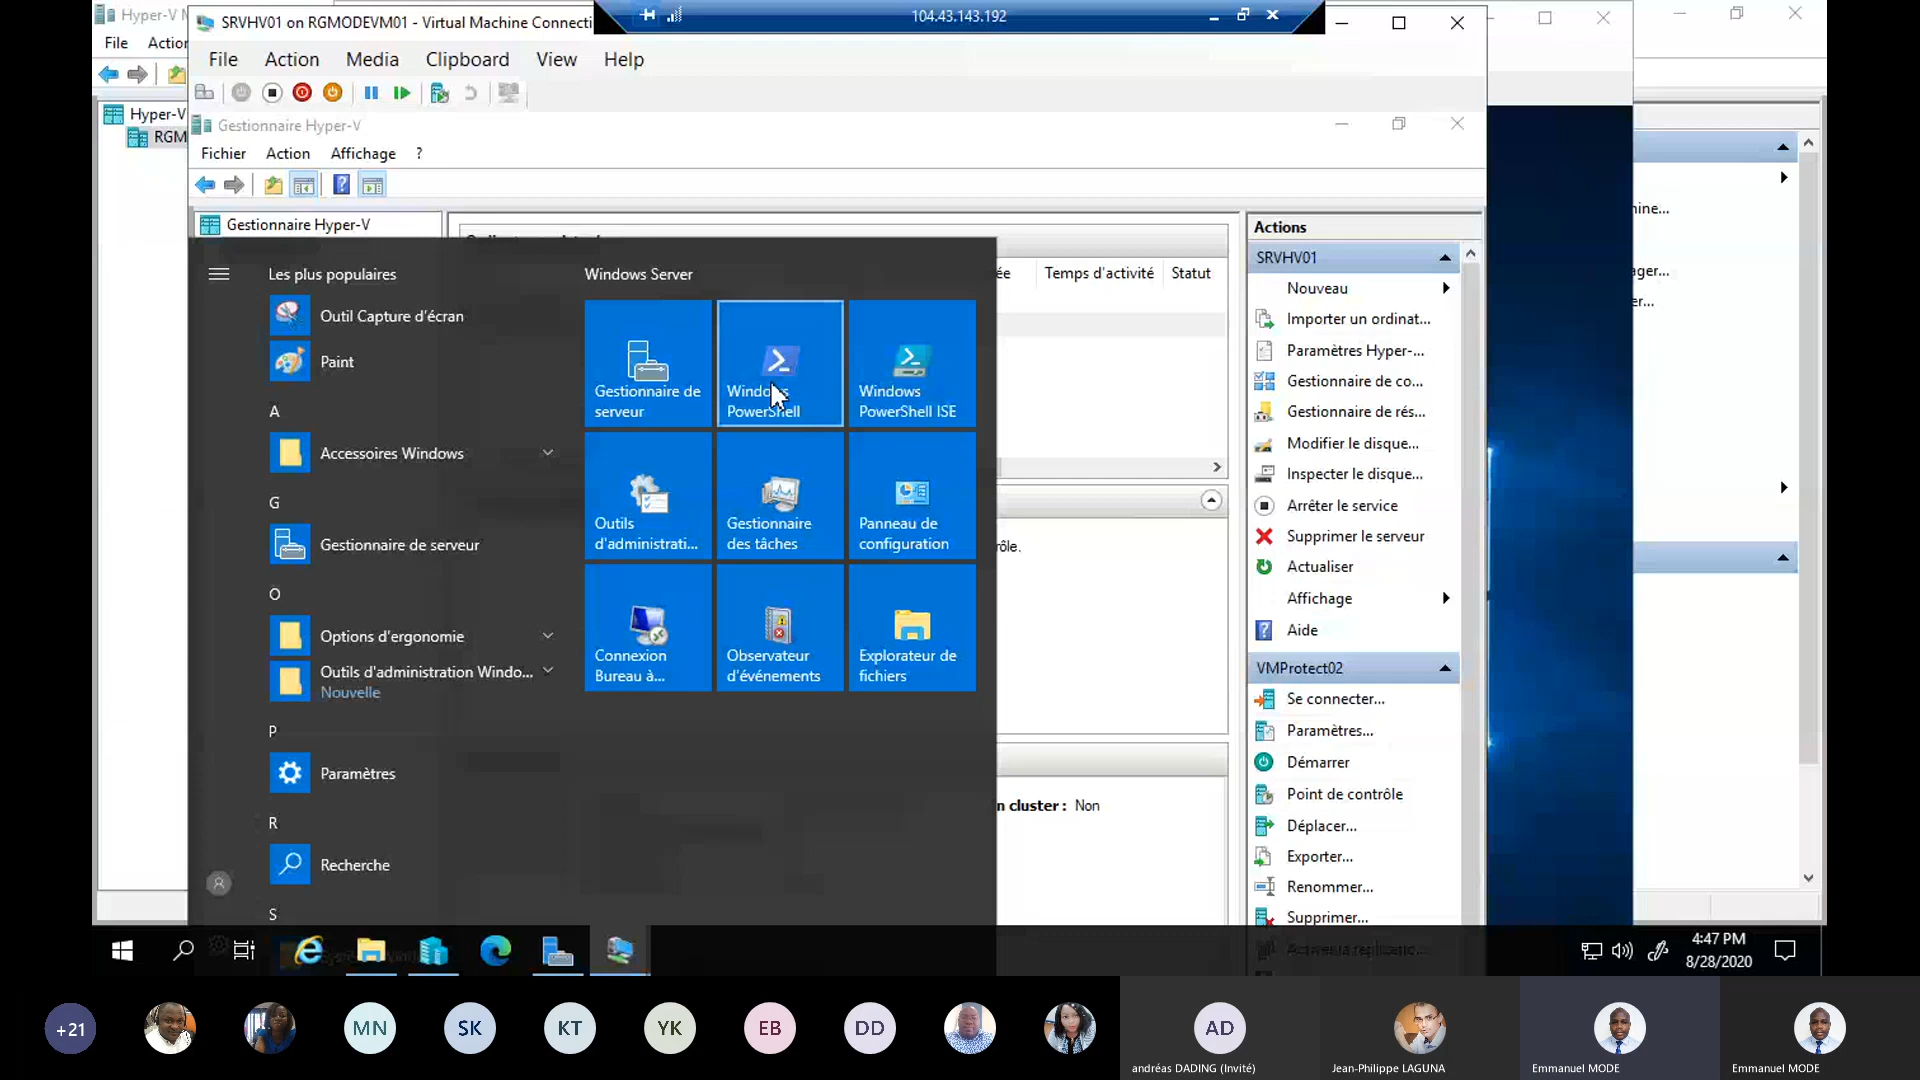 Hyper-V M
SRVHV01 on RGMODEVM01 - Virtual Machine Connecti
104.43.143.192
File
Action
File
Action
Media
Clipboard
View
Help
Hyper-V
RGM
Gestionnaire Hyper-V
Fichier
Action
Affichage
?
Gestionnaire Hyper-V
Les plus populaires
Outil Capture d'écran
Paint
A
Accessoires Windows
G
Gestionnaire de serveur
O
Options d'ergonomie
Outils d'administration Windo...
Nouvelle
P
Paramètres
R
Recherche
S
Windows Server
Gestionnaire de
serveur
Windows
PowerShell
Windows
PowerShell ISE
Outils
d'administrati...
Gestionnaire
des tâches
Panneau de
configuration
Connexion
Bureau à...
Observateur
d'événements
Explorateur de
fichiers
ée
Temps d'activité
Statut
rôle.
n cluster : Non
Actions
SRVHV01
Nouveau
Importer un ordinat...
Paramètres Hyper-...
Gestionnaire de co...
Gestionnaire de rés...
Modifier le disque...
Inspecter le disque...
Arrêter le service
Supprimer le serveur
Actualiser
Affichage
Aide
VMProtect02
Se connecter...
Paramètres...
Démarrer
Point de contrôle
Déplacer...
Exporter...
Renommer...
Supprimer...
hine...
ager...
er...
4:47 PM
8/28/2020
+21
MN
SK
KT
YK
EB
DD
AD
andréas DADING (Invité)
Jean-Philippe LAGUNA
Emmanuel MODE
Emmanuel MODE